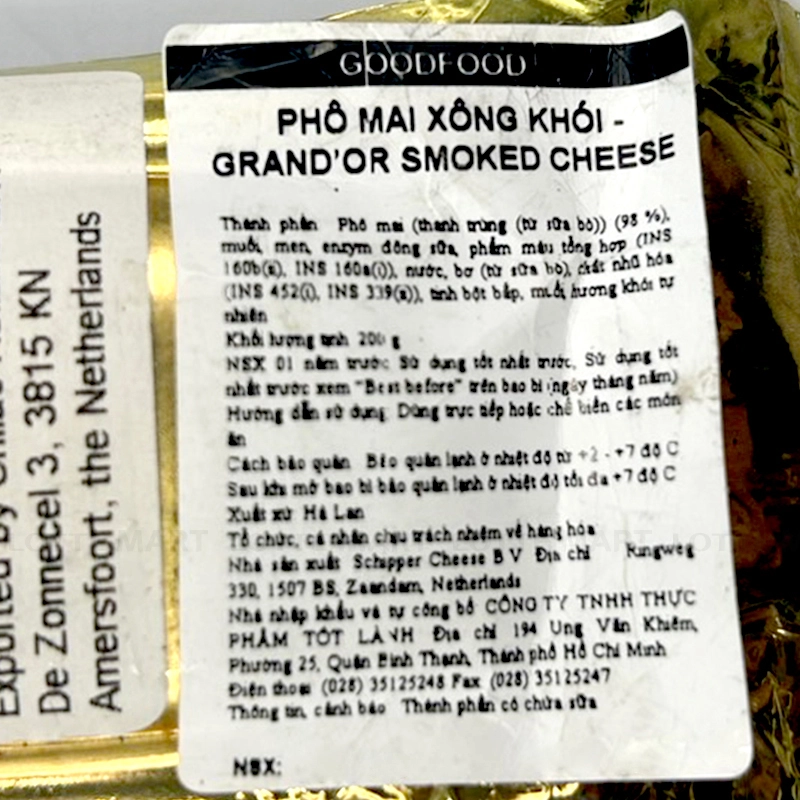 GOODFOOD
PHÔ MAI XÔNG KHÓI -
GRAND'OR SMOKED CHEESE
Thành phần Phô mai (thanh trùng (từ sữa bò)) (98 %),
muối, men, enzym đông sữa, phẩm màu tổng hợp (INS
160b(ii), INS 160a(i)), nước, bơ (từ sữa bò), chất nhũ hóa
(INS 452(i), INS 339(ii)), tinh bột bắp, muối, hương khói tự
nhiên
Khối lượng tịnh 200 g
NSX 01 năm trước Sử dụng tốt nhất trước, Sử dụng tốt
nhất trước xem "Best before" trên bao bì (ngày tháng năm)
Hướng dẫn sử dụng: Dùng trực tiếp hoặc chế biến các món
ăn
Cách bảo quản Bảo quản lạnh ở nhiệt độ từ +2 - +7 độ C
Sau khi mở bao bì bảo quản lạnh ở nhiệt độ tối đa +7 độ C
Xuất xứ Hà Lan
Tổ chức, cá nhân chịu trách nhiệm về hàng hóa
Nhà sản xuất Schipper Cheese B V Địa chỉ Ringweg
330, 1507 BS, Zaandam, Netherlands
Nhà nhập khẩu và tự công bố CÔNG TY TNHH THỰC
PHẨM TỐT LÀNH Địa chỉ 194 Ung Văn Khiêm,
Phường 25, Quận Bình Thạnh, Thành phố Hồ Chí Minh
Điện thoại (028) 35125248 Fax (028) 35125247
Thông tin, cảnh báo Thành phần có chứa sữa
NSX:
Exported by
De Zonnecel 3, 3815 KN
Amersfoort, the Netherlands